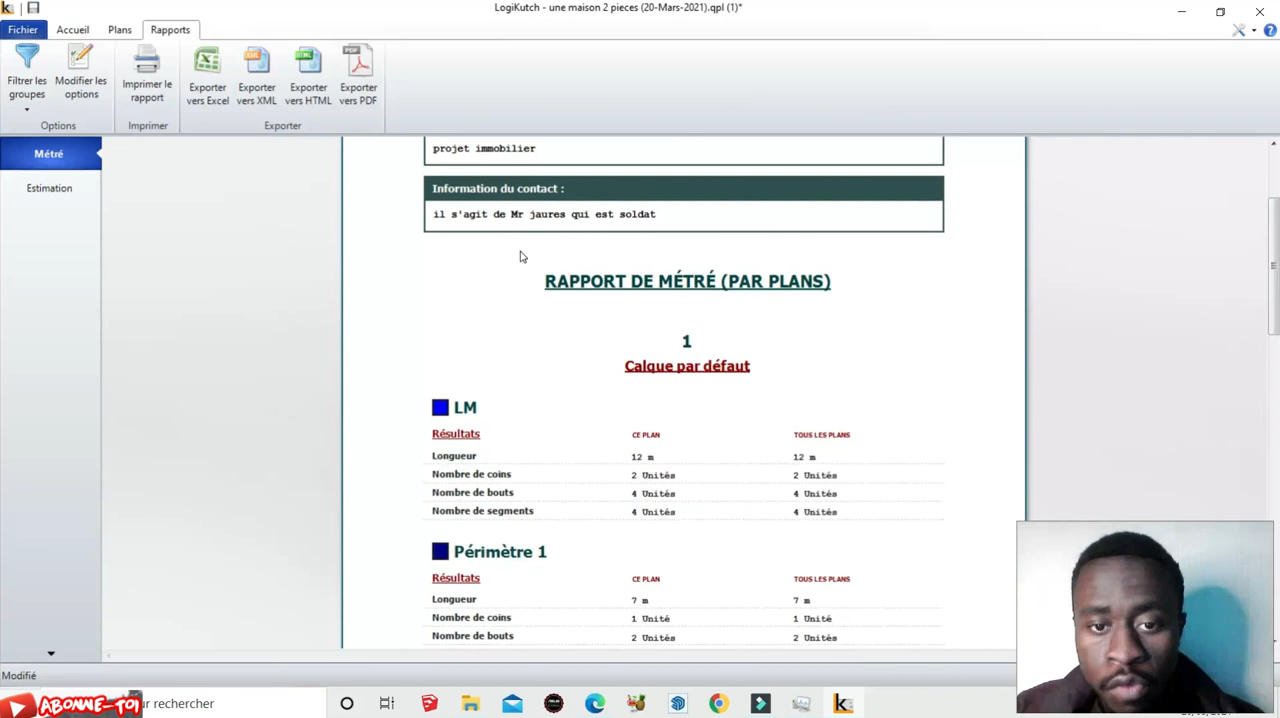 LogiKutch - une maison 2 pieces (20-Mars-2021).qpl (1)*
Fichier Accueil Plans Rapports
Filtrer les groupes
Modifier les options
Imprimer le rapport
Exporter vers Excel
Exporter vers XML
Exporter vers HTML
Exporter vers PDF
Options Imprimer Exporter
Métré
Estimation
projet immobilier
Information du contact :
il s'agit de Mr jaures qui est soldat
RAPPORT DE MÉTRÉ (PAR PLANS)
1
Calque par défaut
LM
Résultats CE PLAN TOUS LES PLANS
Longueur 12 m 12 m
Nombre de coins 2 Unités 2 Unités
Nombre de bouts 4 Unités 4 Unités
Nombre de segments 4 Unités 4 Unités
Périmètre 1
Résultats CE PLAN TOUS LES PLANS
Longueur 7 m 7 m
Nombre de coins 1 Unité 1 Unité
Nombre de bouts 2 Unités 2 Unités
Modifié
ABONNE-TOI ur rechercher